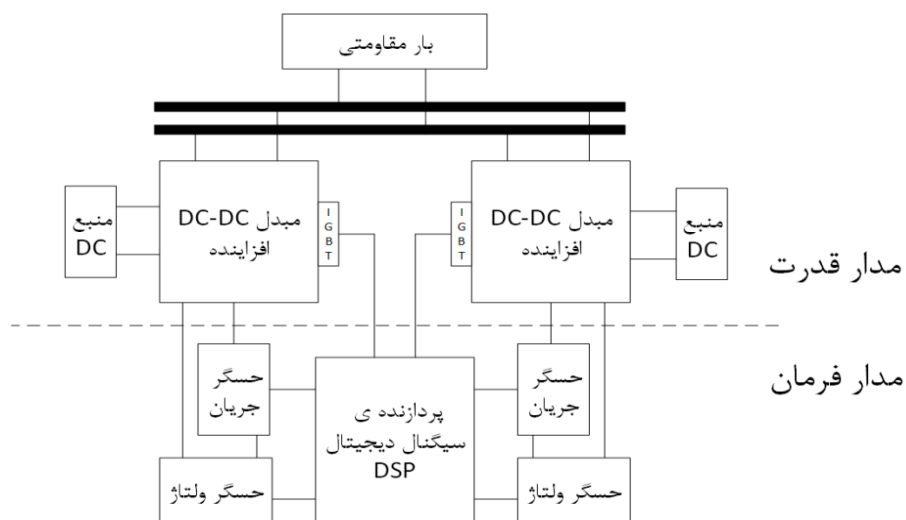 بار مقاومتی
منبع
DC
مبدل DC-DC
افزاینده
I
G
B
T
I
G
B
T
مبدل DC-DC
افزاینده
منبع
DC
مدار قدرت
مدار فرمان
حسگر
جریان
پردازنده ی
سیگنال دیجیتال
DSP
حسگر
جریان
حسگر ولتاژ
حسگر ولتاژ